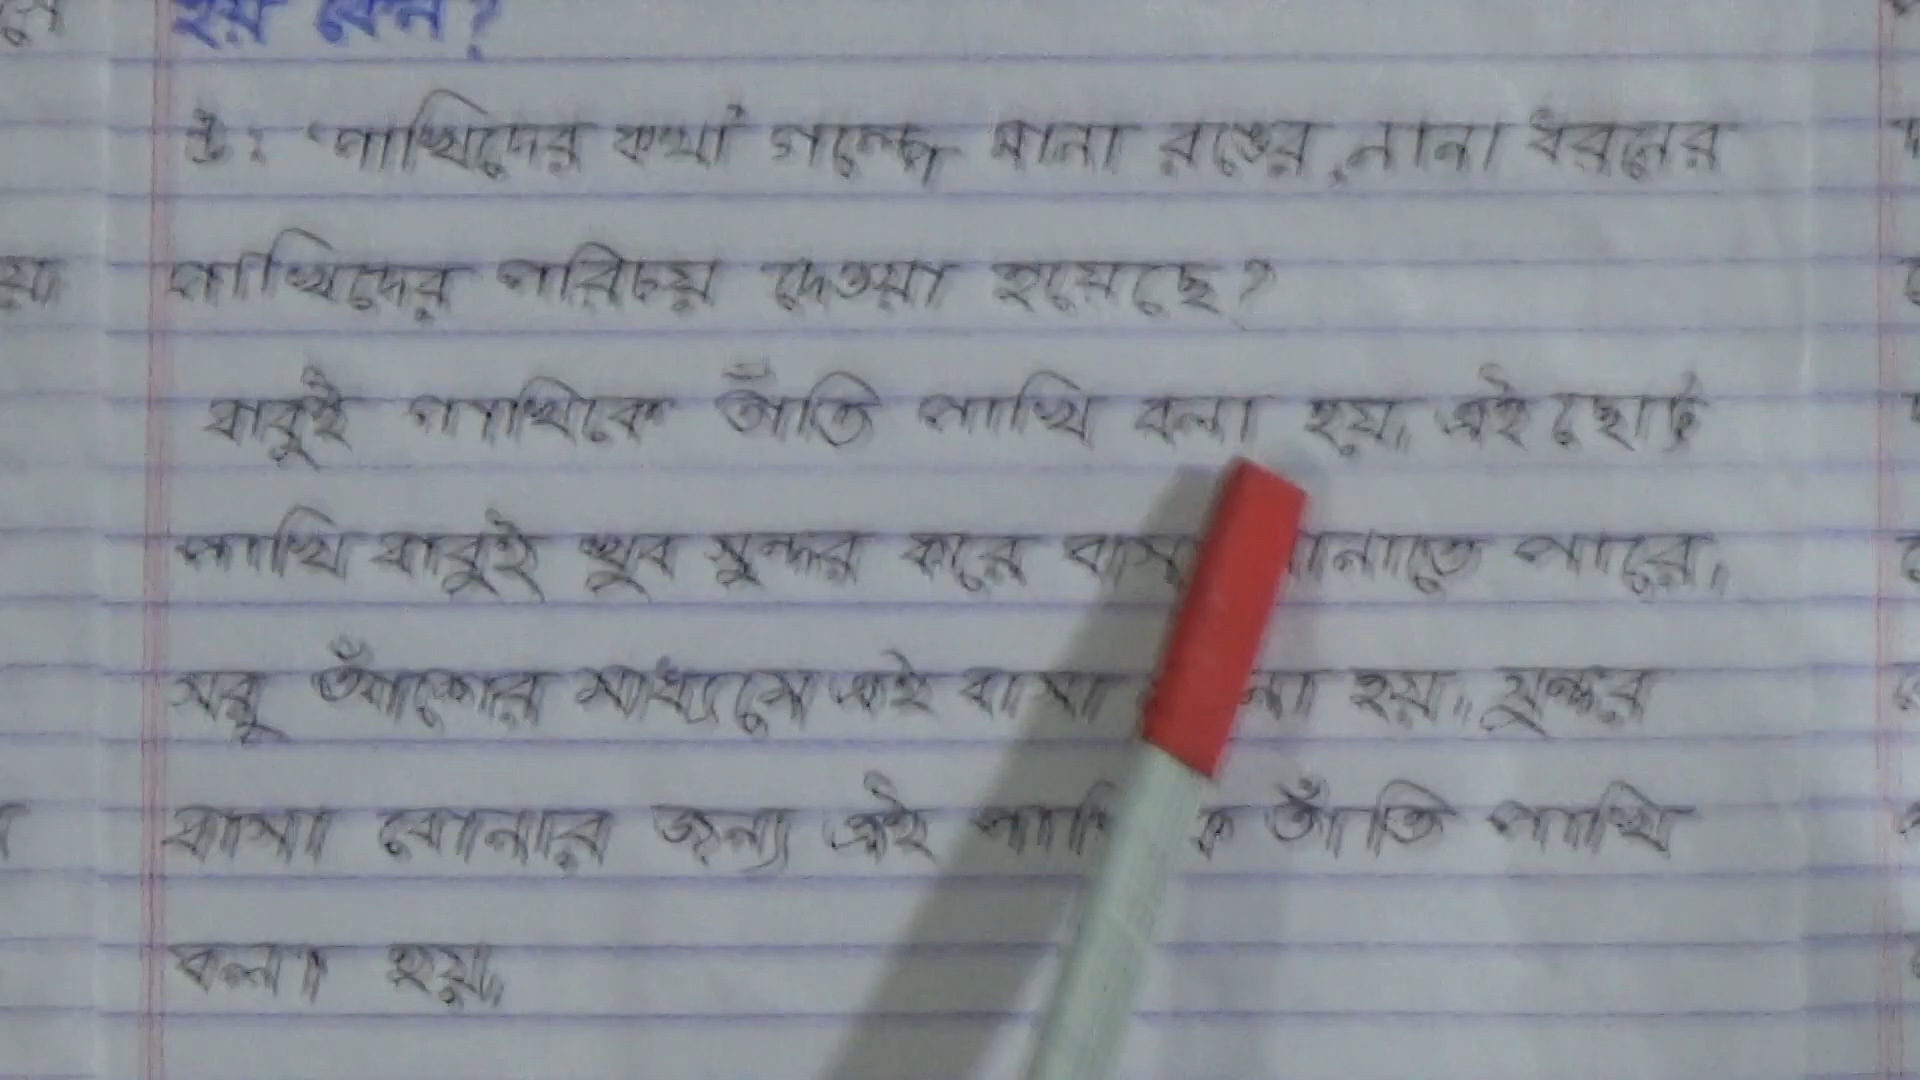 হয় কেন?
উ: 'পাখিদের কথা' গল্পে নানা রঙের, নানা ধরনের
পাখিদের পরিচয় দেওয়া হয়েছে?
বাবুই পাখিকে তাঁতি পাখি বলা হয়। এই ছোট
পাখি বাবুই খুব সুন্দর করে বাসা পারে।
সরু আঁশের মাধ্যমে এই বাসা হয়।। সুন্দর
বাসা বোনার জন্য এই তাঁতি পাখি
বলা হয়।